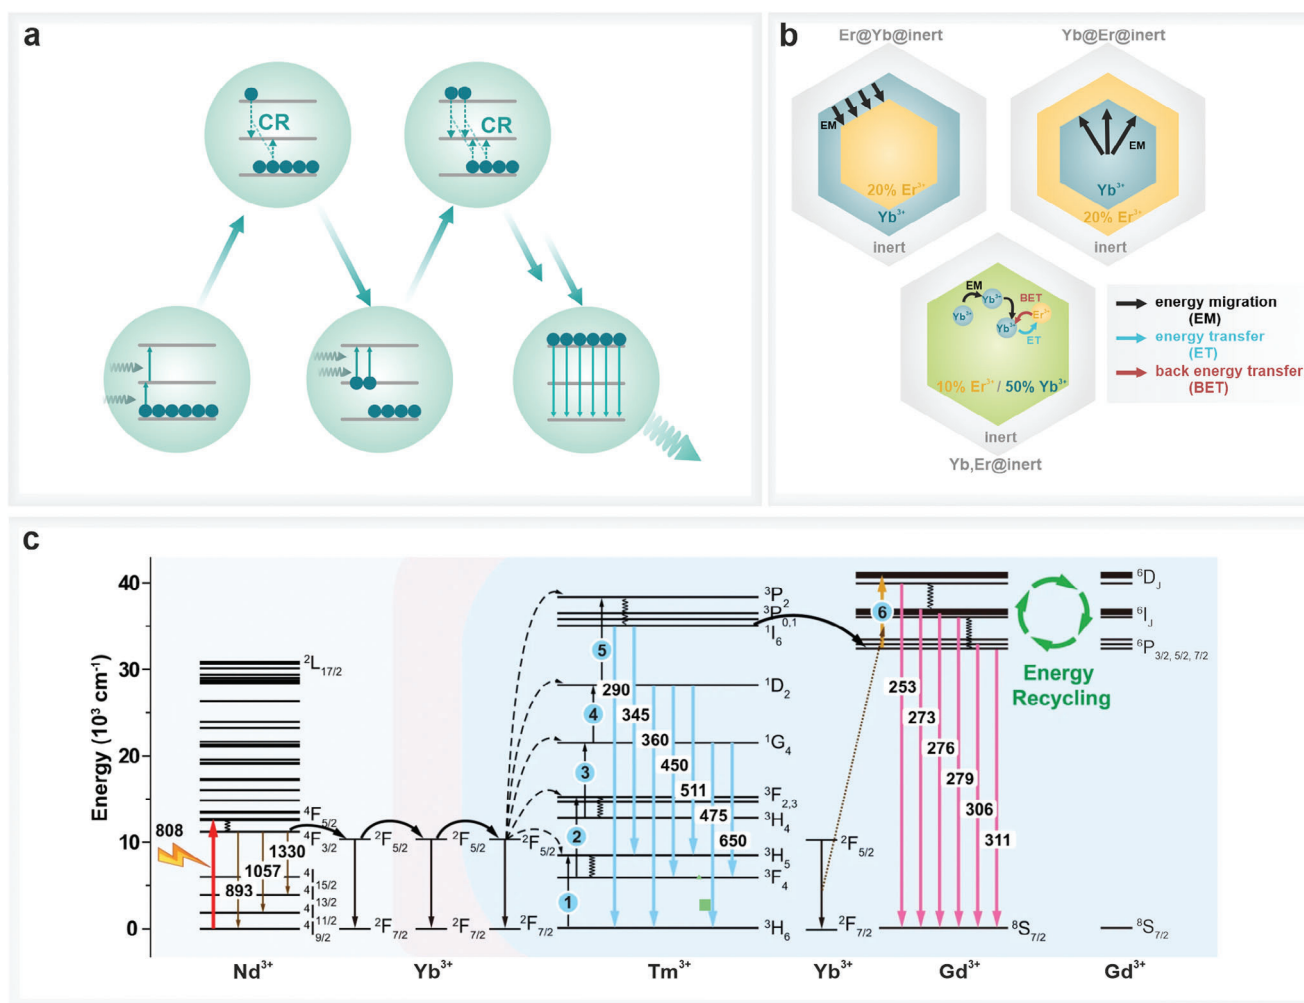 a
CR
CR
b
Er@Yb@inert
Yb@Er@inert
EM
20% Er³⁺
Yb³⁺
inert
EM
Yb³⁺
20% Er³⁺
inert
EM
Yb³⁺
Yb³⁺
Yb³⁺
BET
Er³⁺
ET
10% Er³⁺ / 50% Yb³⁺
inert
Yb,Er@inert
energy migration
(EM)
energy transfer
(ET)
back energy transfer
(BET)
c
Energy (10³ cm⁻¹)
40
30
20
10
0
²L₁₇/₂
⁴F₅/₂
⁴F₃/₂
⁴I₁₅/₂
⁴I₁₃/₂
⁴I₁₁/₂
⁴I₉/₂
808
1330
1057
893
²F₅/₂
²F₅/₂
²F₅/₂
²F₇/₂
²F₇/₂
²F₇/₂
³P₂
³P₀,₁
¹I₆
¹D₂
¹G₄
³F₂,₃
³H₄
³H₅
³F₄
³H₆
1
2
3
4
5
290
345
360
450
511
475
650
²F₅/₂
²F₇/₂
6
253
273
276
279
306
311
⁸S₇/₂
Energy
Recycling
⁶D_J
⁶I_J
⁶P₃/₂, ₅/₂, ₇/₂
⁸S₇/₂
Nd³⁺
Yb³⁺
Tm³⁺
Yb³⁺
Gd³⁺
Gd³⁺